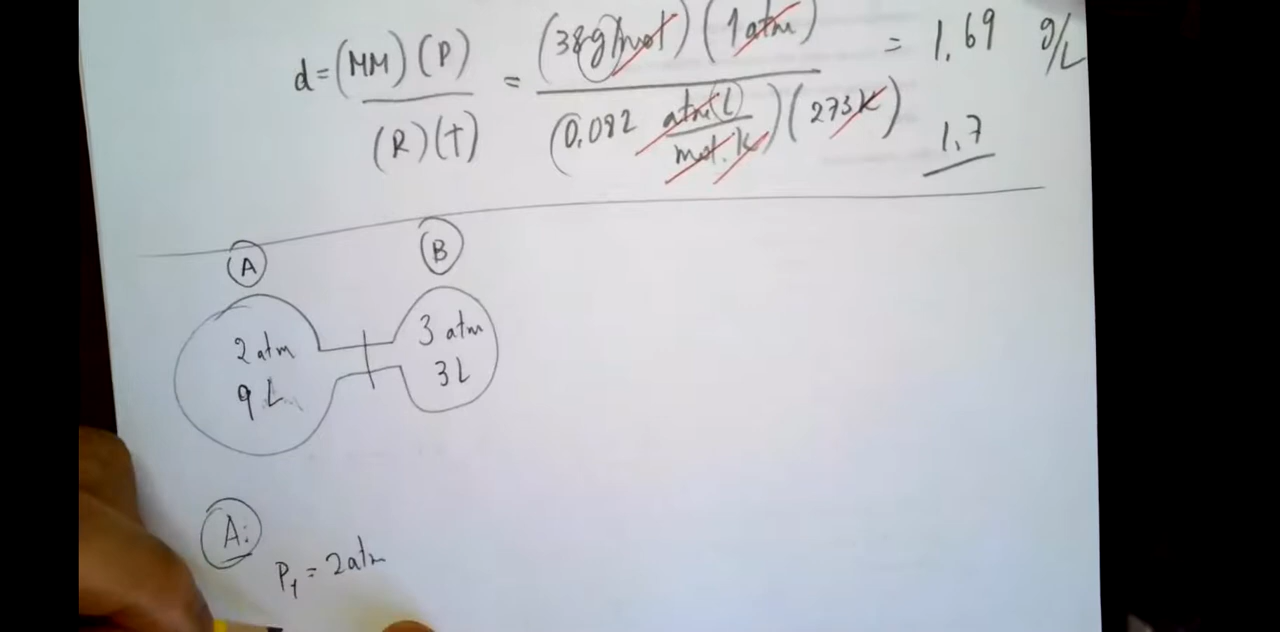 d = (MM)(P) / (R)(T) = (38 g/mol)(1 atm) / (0.082 atm(L) / mol.k)(273k) = 1.69 g/L
1.7
A B
2 atm 3 atm
9 L 3 L
A:
P₁ = 2 atm